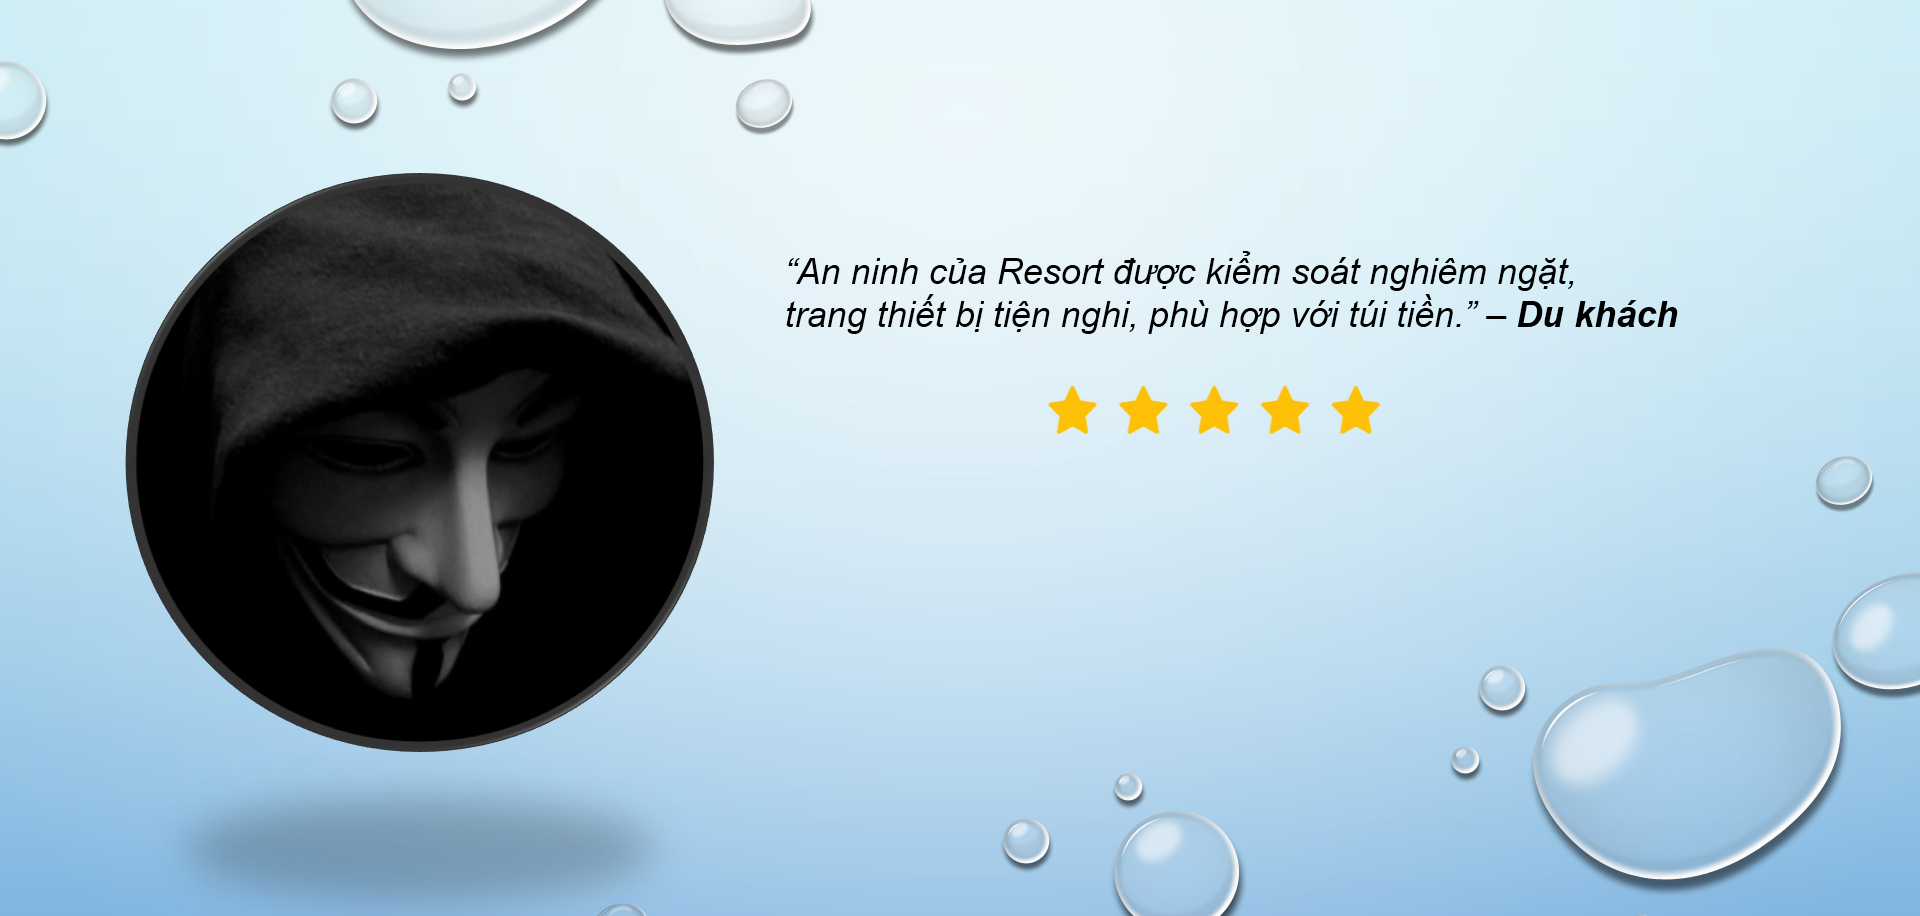 “An ninh của Resort được kiểm soát nghiêm ngặt,
trang thiết bị tiện nghi, phù hợp với túi tiền.” – Du khách